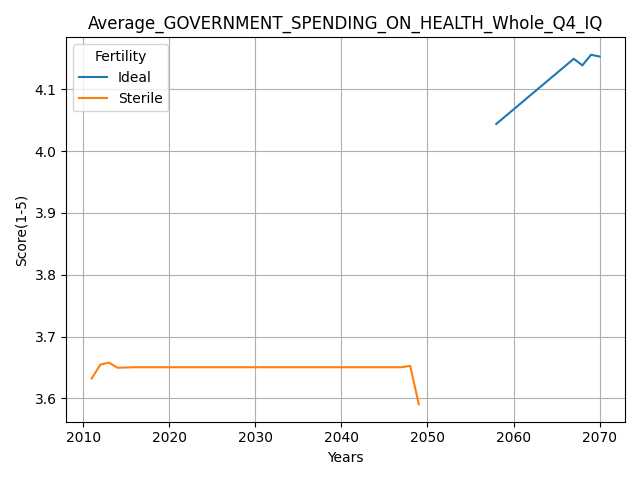 Average_GOVERNMENT_SPENDING_ON_HEALTH_Whole_Q4_IQ
Fertility
Ideal
Sterile
Score(1-5)
4.1
4.0
3.9
3.8
3.7
3.6
2010 2020 2030 2040 2050 2060 2070
Years